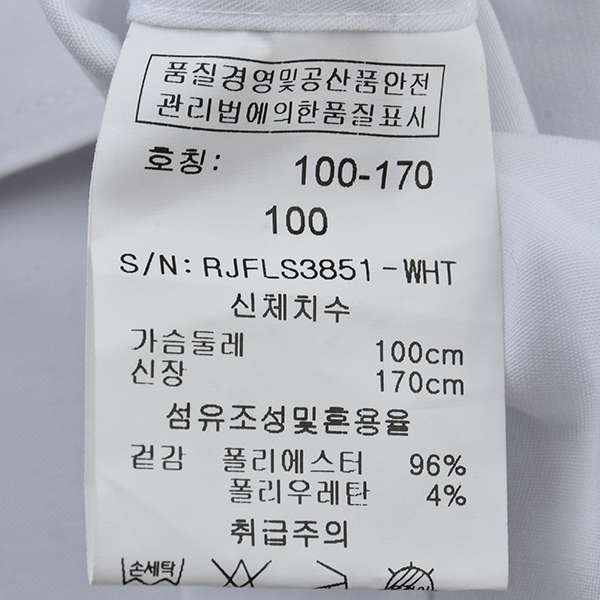 품질경영및공산품안전
관리법에의한품질표시
호칭: 100-170
100
S/N: RJFLS3851-WHT
신체치수
가슴둘레 100cm
신장 170cm
섬유조성및혼용율
겉감 폴리에스터 96%
폴리우레탄 4%
취급주의
손세탁